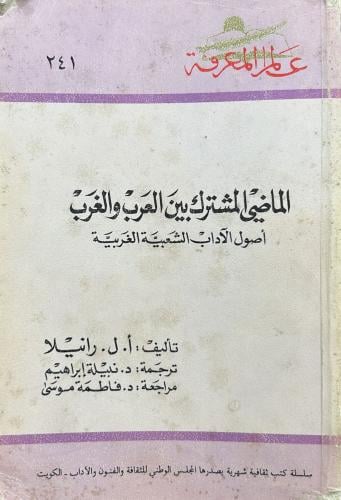 عالم المعرفة
٢٤١
الماضي المشترك بين العرب والغرب
أصول الآداب الشعبية الغربية
تأليف: أ. ل. رانيلا
ترجمة: د. نبيلة إبراهيم
مراجعة: د. فاطمة موسى
سلسلة كتب ثقافية شهرية يصدرها المجلس الوطني للثقافة والفنون والآداب - الكويت